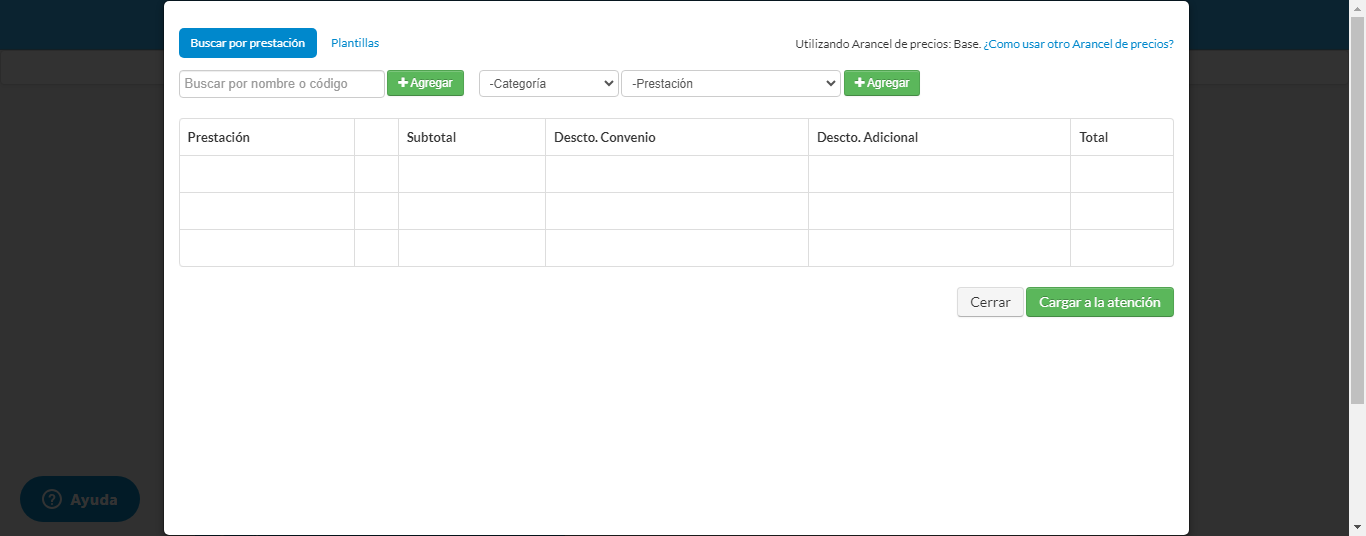 Buscar por prestación Plantillas Utilizando Arancel de precios: Base. ¿Como usar otro Arancel de precios?
Buscar por nombre o código Agregar -Categoría -Prestación Agregar
Prestación Subtotal Descto. Convenio Descto. Adicional Total
Cerrar Cargar a la atención
Ayuda